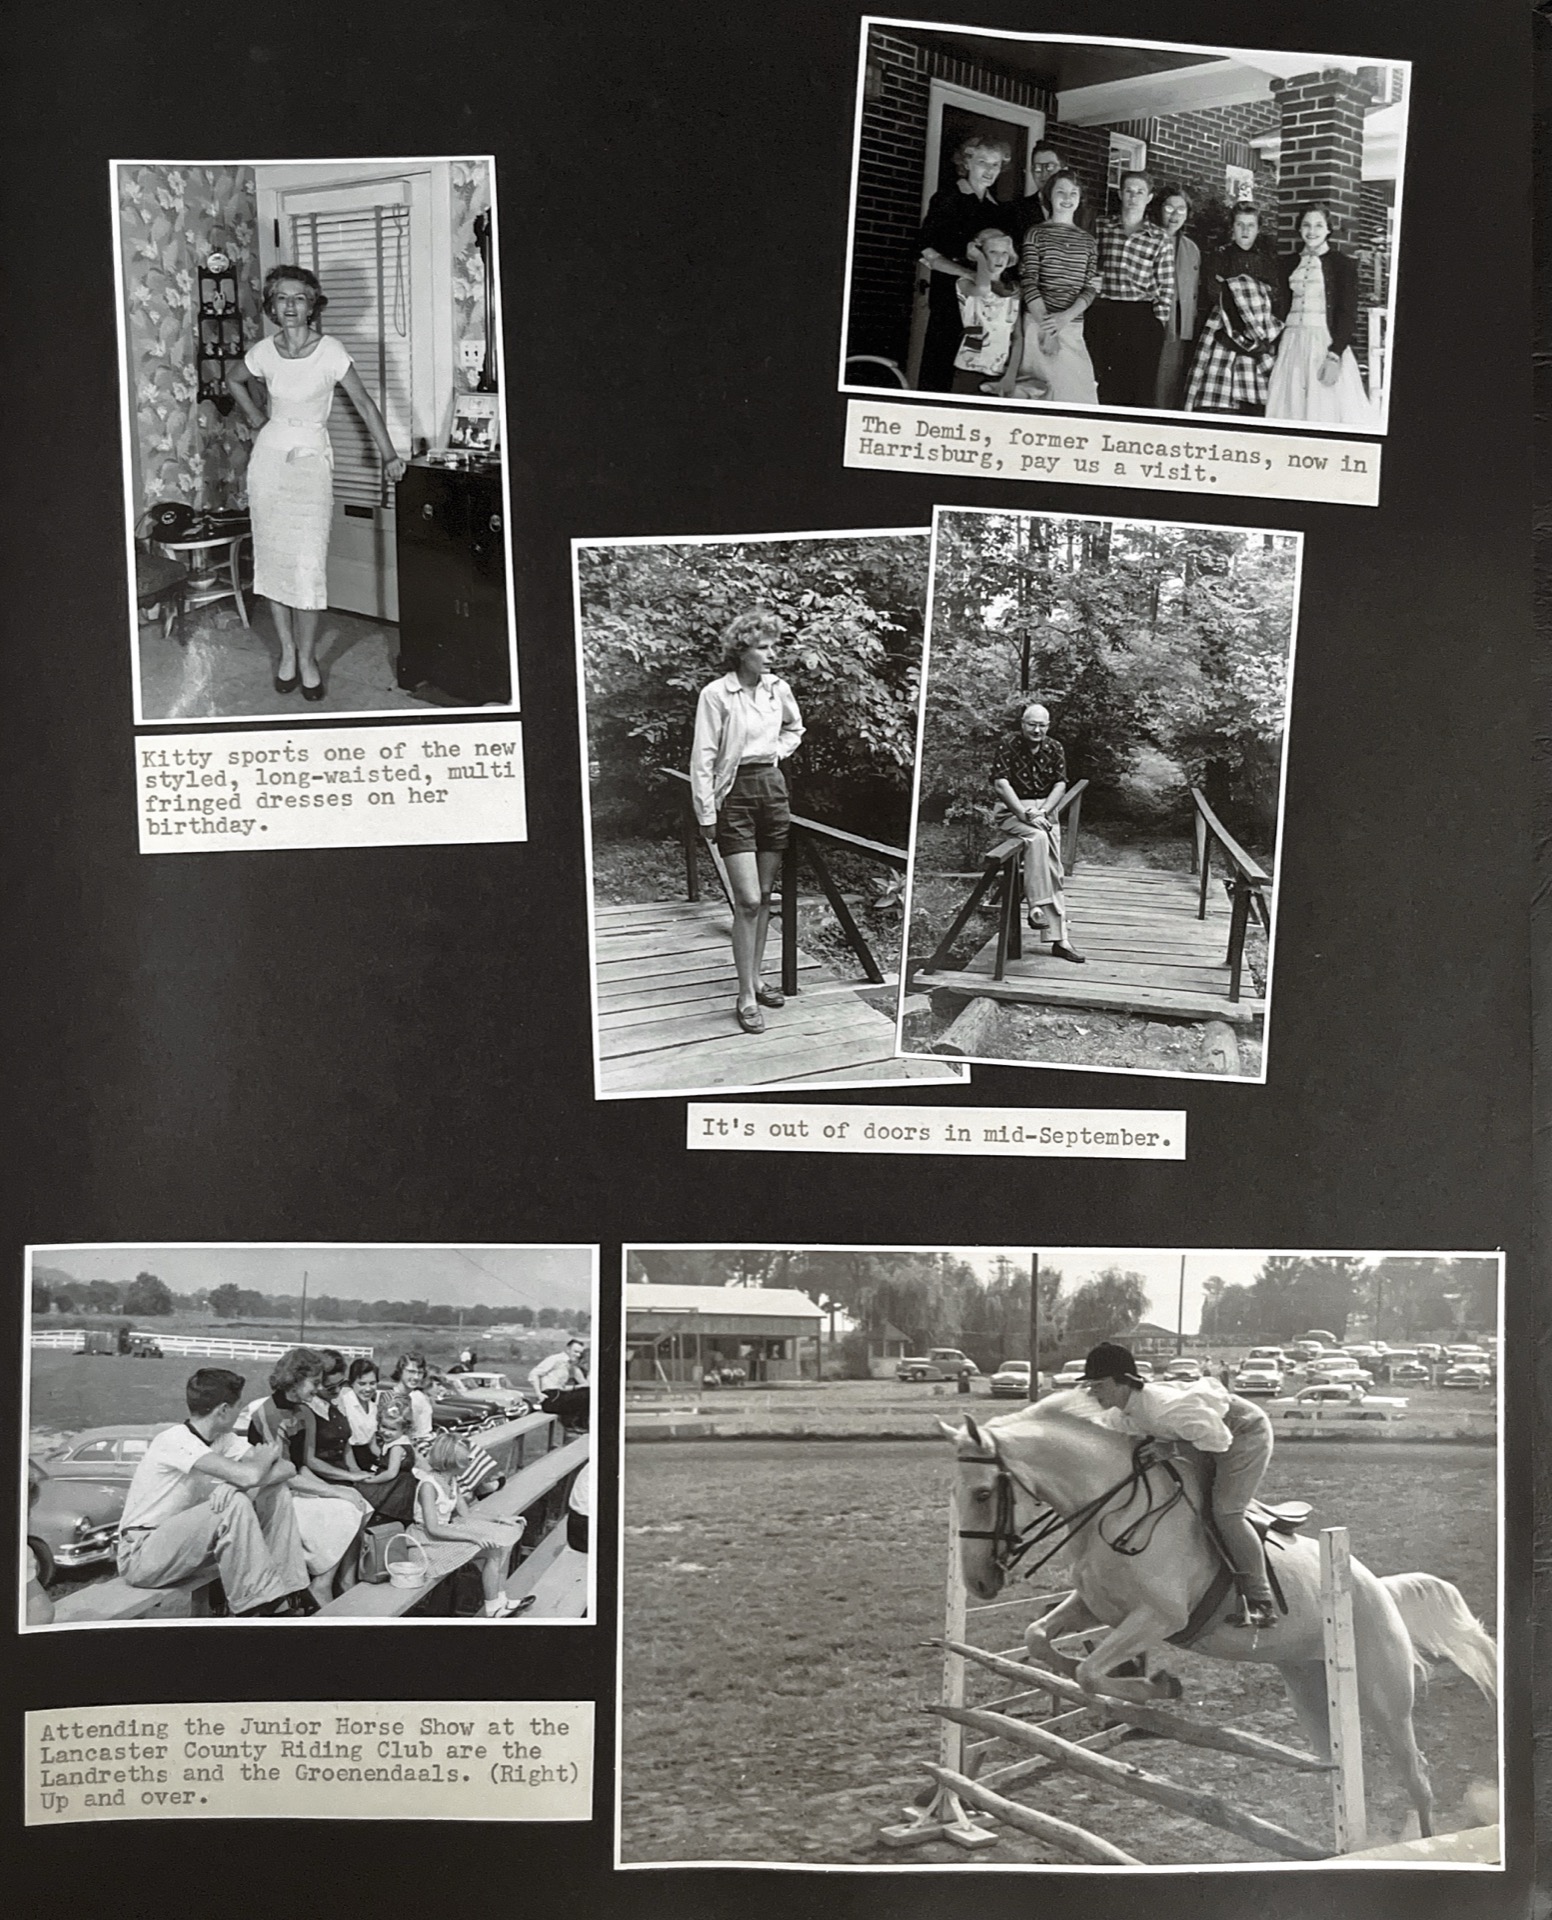 The Demis, former Lancastrians, now in
Harrisburg, pay us a visit.
Kitty sports one of the new
styled, long-waisted, multi
fringed dresses on her
birthday.
It's out of doors in mid-September.
Attending the Junior Horse Show at the
Lancaster County Riding Club are the
Landreths and the Groenendaals. (Right)
Up and over.